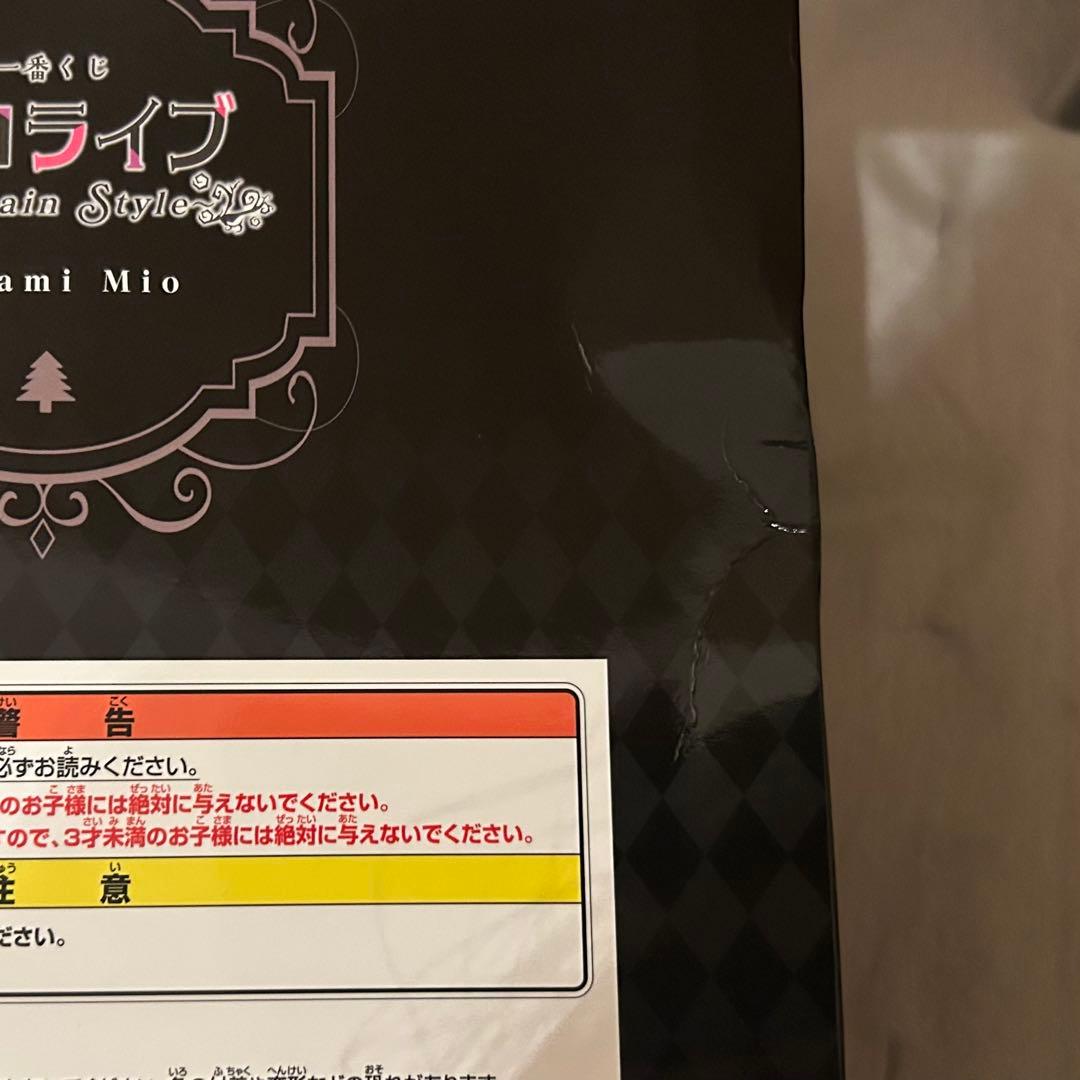 一番くじ
ロライブ
ain Style~
ami Mio
警告
必ずお読みください。
のお子様には絶対に与えないでください。
すので、3才未満のお子様には絶対に与えないでください。
注意
ださい。